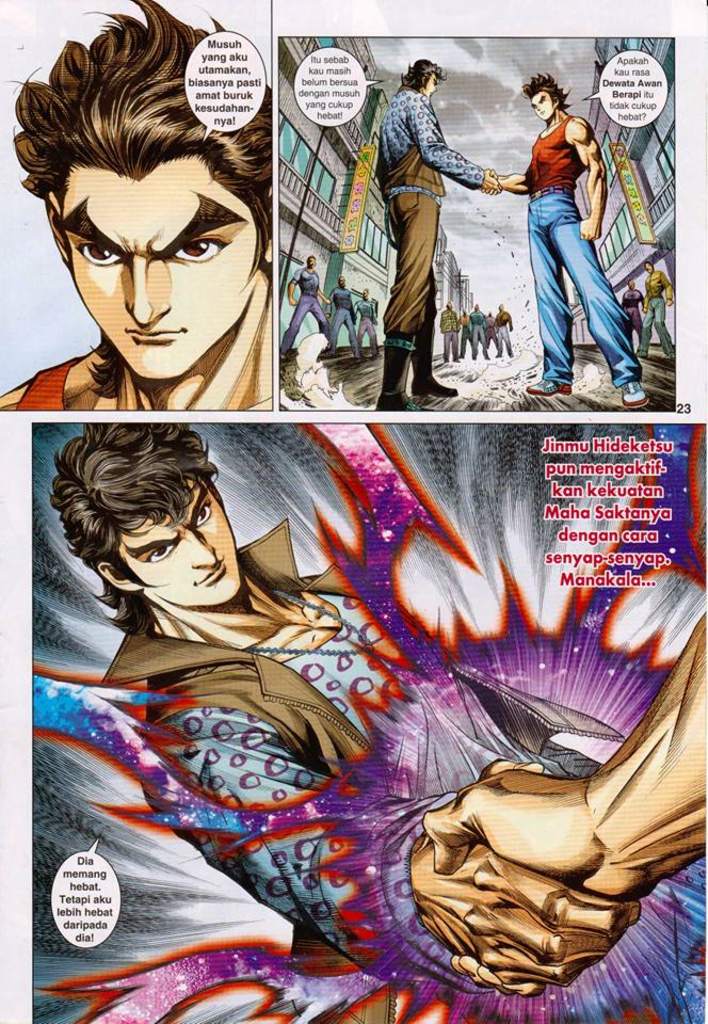 Musuh
yang aku
utamakan,
biasanya pasti
amat buruk
kesudahan-
nya!
Itu sebab
kau masih
belum bersua
dengan musuh
yang cukup
hebat!
Apakah
kau rasa
Dewata Awan
Berapi itu
tidak cukup
hebat?
23
Jinmu Hideketsu
pun mengaktif-
kan kekuatan
Maha Saktanya
dengan cara
senyap-senyap.
Manakala...
Dia
memang
hebat.
Tetapi aku
lebih hebat
daripada
dia!